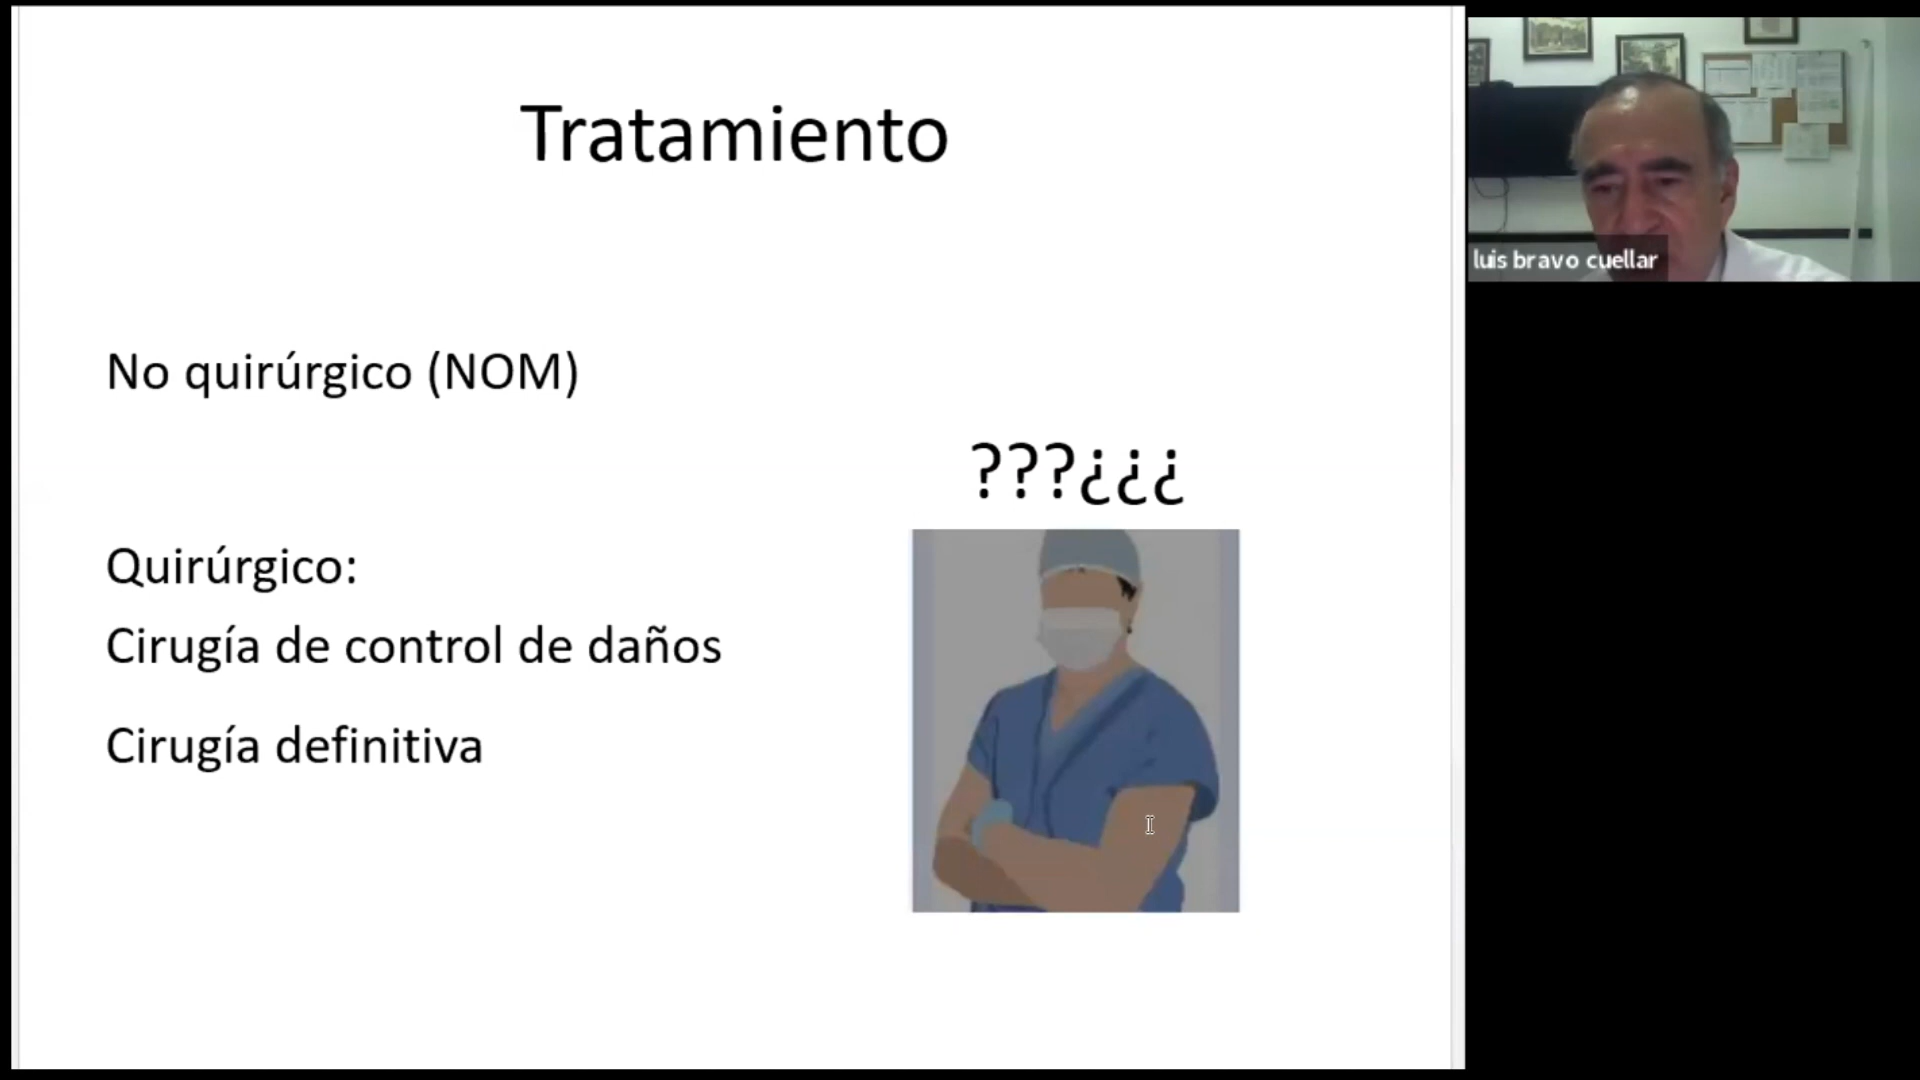 Tratamiento
No quirúrgico (NOM)
???¿¿¿
Quirúrgico:
Cirugía de control de daños
Cirugía definitiva
luis bravo cuellar